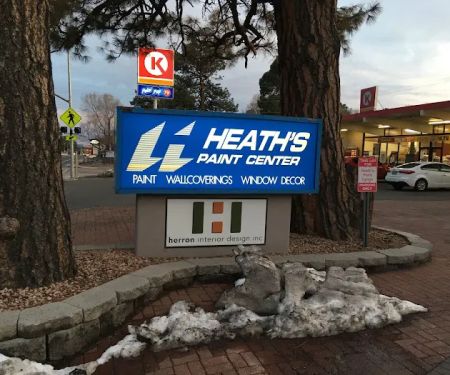 K
HEATH'S
PAINT CENTER
PAINT WALLCOVERINGS WINDOW DECOR
H
herron interior design, inc
K